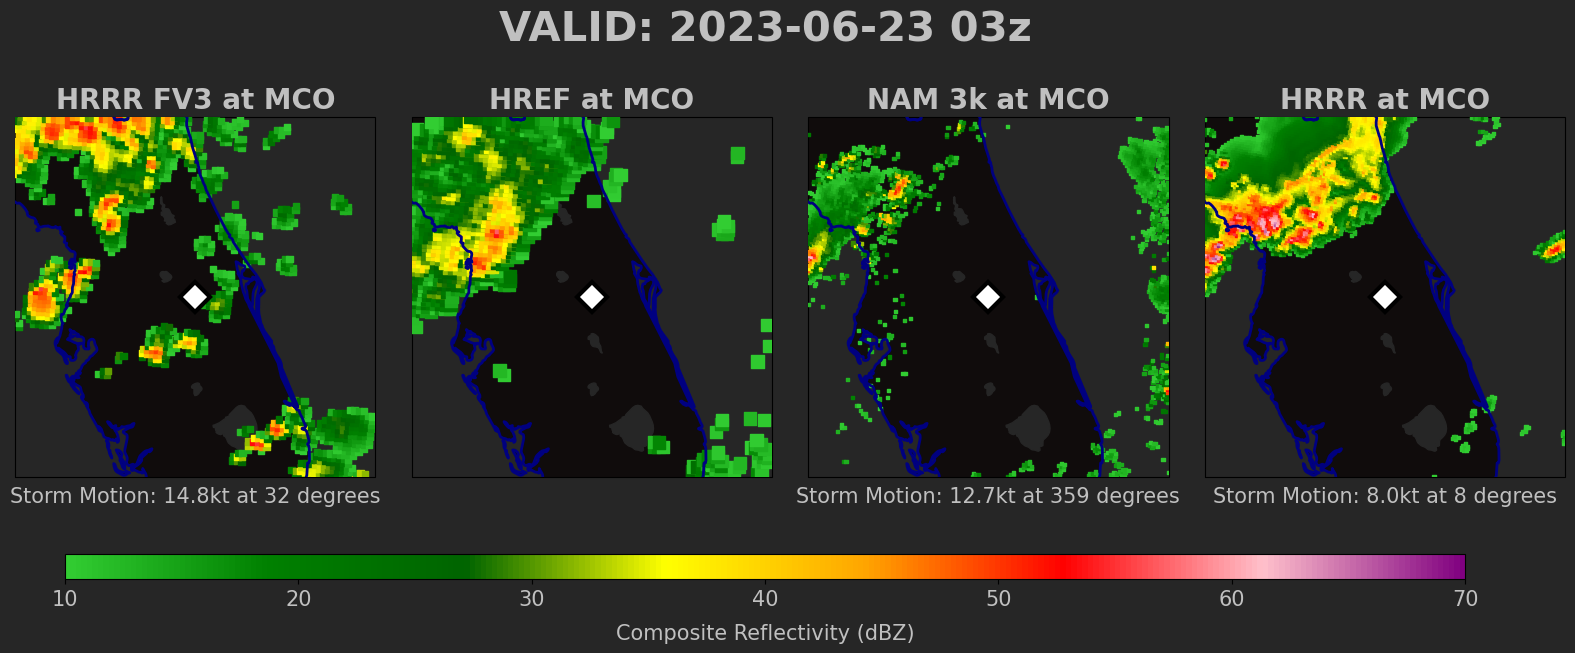 VALID: 2023-06-23 03z
HRRR FV3 at MCO
HREF at MCO
NAM 3k at MCO
HRRR at MCO
Storm Motion: 14.8kt at 32 degrees
Storm Motion: 12.7kt at 359 degrees
Storm Motion: 8.0kt at 8 degrees
10 20 30 40 50 60 70
Composite Reflectivity (dBZ)